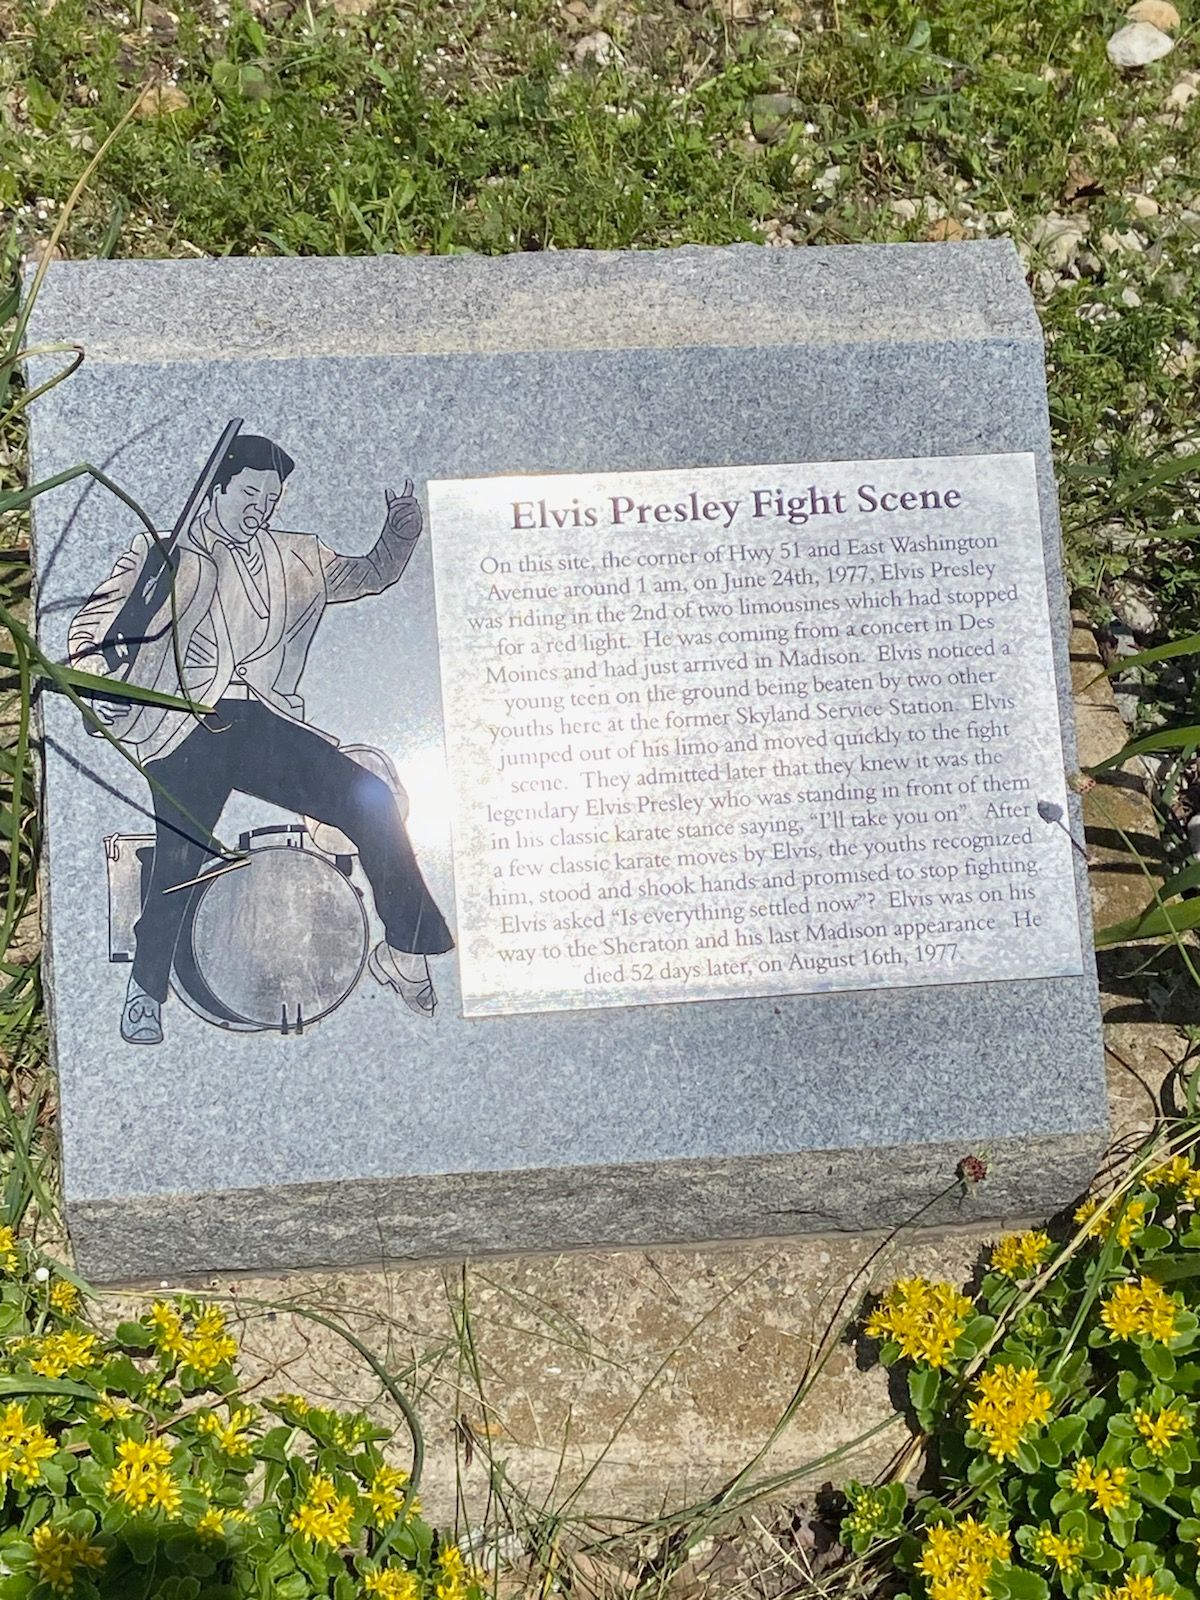 Elvis Presley Fight Scene
On this site, the corner of Hwy 51 and East Washington
Avenue around 1 am, on June 24th, 1977, Elvis Presley
was riding in the 2nd of two limousines which had stopped
for a red light.  He was coming from a concert in Des
Moines and had just arrived in Madison.  Elvis noticed a
young teen on the ground being beaten by two other
youths here at the former Skyland Service Station.  Elvis
jumped out of his limo and moved quickly to the fight
scene.  They admitted later that they knew it was the
legendary Elvis Presley who was standing in front of them
in his classic karate stance saying, “I’ll take you on”  After
a few classic karate moves by Elvis, the youths recognized
him, stood and shook hands and promised to stop fighting.
Elvis asked “Is everything settled now”?  Elvis was on his
way to the Sheraton and his last Madison appearance  He
died 52 days later, on August 16th, 1977.